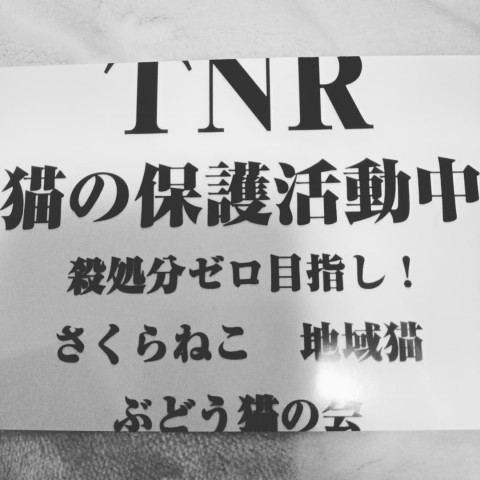 TNR
猫の保護活動中
殺処分ゼロ目指し!
さくらねこ 地域猫
ぶどう猫の会